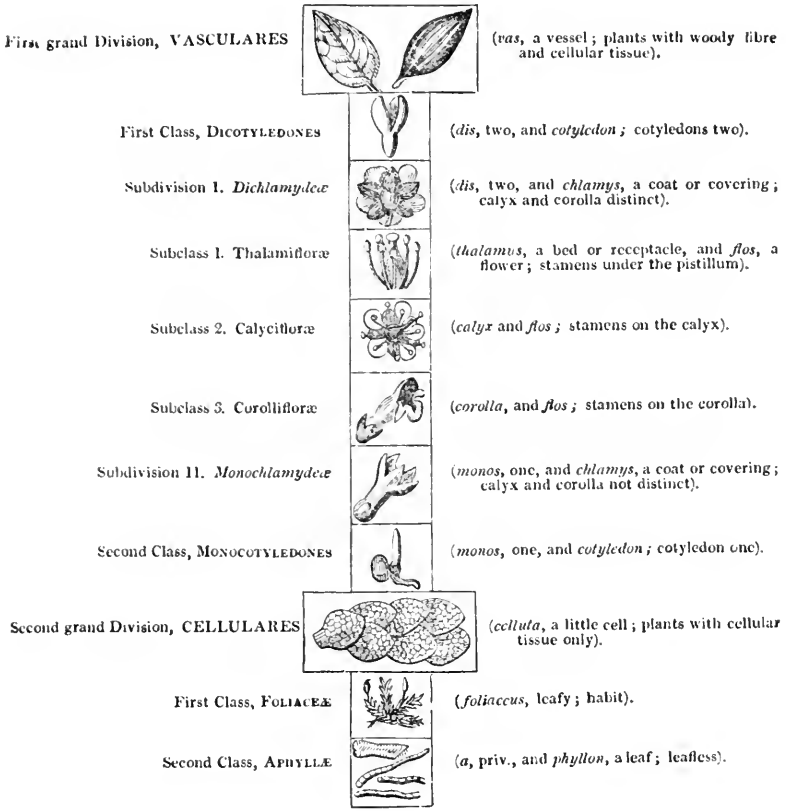 First grand Division, VASCULARES
(vas, a vessel; plants with woody fibre
and cellular tissue).
First Class, DICOTYLEDONES
(dis, two, and cotyledon; cotyledons two).
Subdivision I. Dichlamydeæ
(dis, two, and chlamys, a coat or covering;
calyx and corolla distinct).
Subclass 1. Thalamifloræ
(thalamus, a bed or receptacle, and flos, a
flower; stamens under the pistillum).
Subclass 2. Calycifloræ
(calyx and flos; stamens on the calyx).
Subclass 3. Corollifloræ
(corolla, and flos; stamens on the corolla).
Subdivision II. Monochlamydeæ
(monos, one, and chlamys, a coat or covering;
calyx and corolla not distinct).
Second Class, MONOCOTYLEDONES
(monos, one, and cotyledon; cotyledon one).
Second grand Division, CELLULARES
(cellula, a little cell; plants with cellular
tissue only).
First Class, FOLIACEÆ
(foliaceus, leafy; habit).
Second Class, APHYLLÆ
(a, priv., and phyllon, a leaf; leafless).